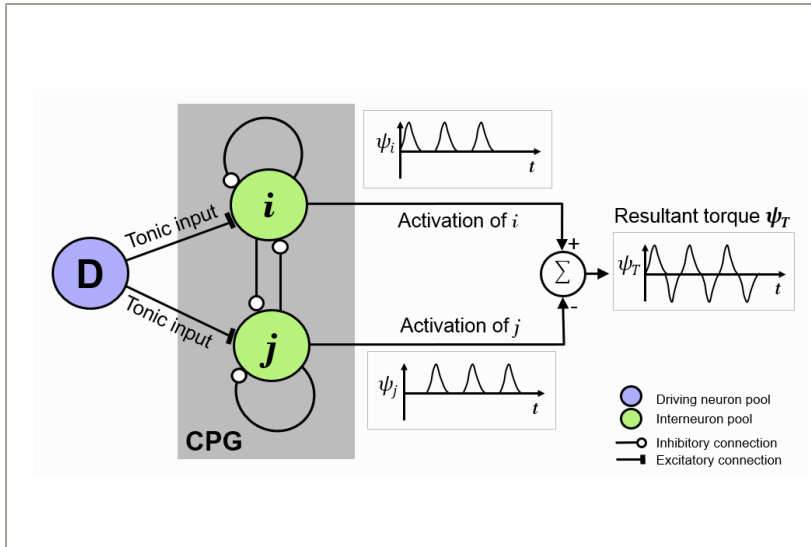 ψi
t
i
Tonic input
Activation of i
Resultant torque ψT
D
+
Σ
ψT
t
-
Tonic input
j
Activation of j
ψj
t
CPG
Driving neuron pool
Interneuron pool
Inhibitory connection
Excitatory connection